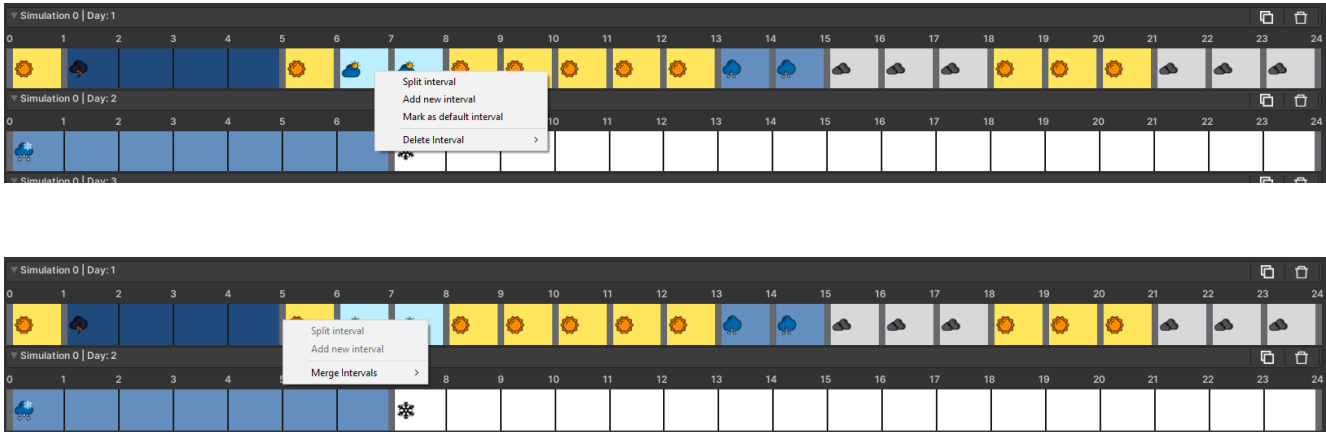 Simulation 0 | Day: 1
0 1 2 3 4 5 6 7 8 9 10 11 12 13 14 15 16 17 18 19 20 21 22 23 24
Split interval
Add new interval
Mark as default interval
Delete Interval
Simulation 0 | Day: 2
0 1 2 3 4 5 6 11 12 13 14 15 16 17 18 19 20 21 22 23 24
Simulation 0 | Day: 3
Simulation 0 | Day: 1
0 1 2 3 4 5 6 7 8 9 10 11 12 13 14 15 16 17 18 19 20 21 22 23 24
Split interval
Add new interval
Merge Intervals
Simulation 0 | Day: 2
0 1 2 3 4 8 9 10 11 12 13 14 15 16 17 18 19 20 21 22 23 24